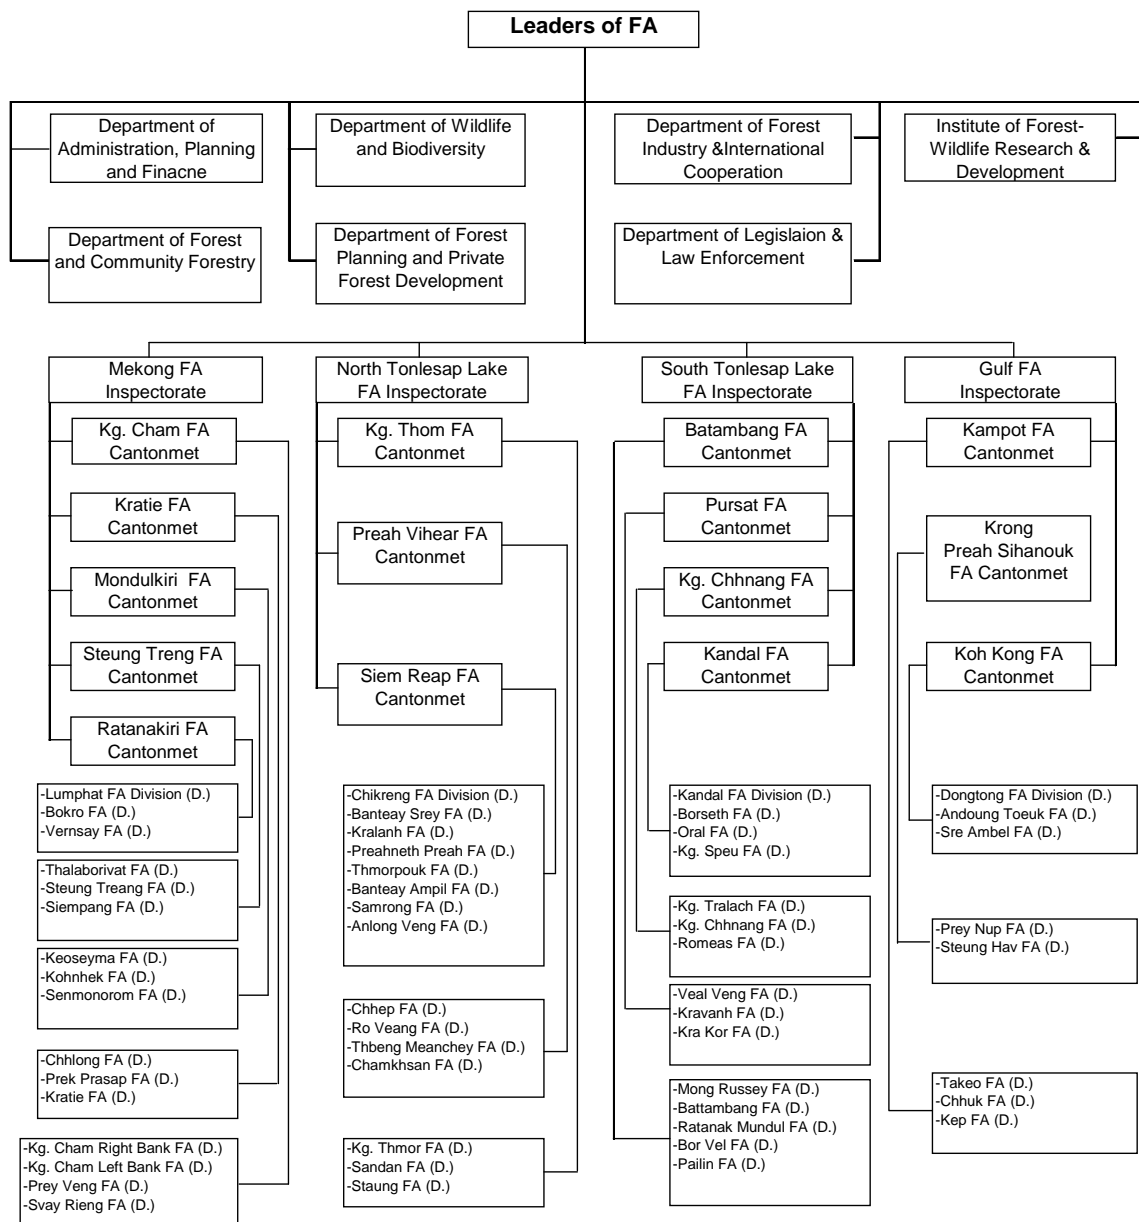 Leaders of FA
Department of
Administration, Planning
and Finacne
Department of Wildlife
and Biodiversity
Department of Forest
Industry &International
Cooperation
Institute of Forest-
Wildlife Research &
Development
Department of Forest
and Community Forestry
Department of Forest
Planning and Private
Forest Development
Department of Legislaion &
Law Enforcement
Mekong FA
Inspectorate
North Tonlesap Lake
FA Inspectorate
South Tonlesap Lake
FA Inspectorate
Gulf FA
Inspectorate
Kg. Cham FA
Cantonmet
Kratie FA
Cantonmet
Mondulkiri  FA
Cantonmet
Steung Treng FA
Cantonmet
Ratanakiri FA
Cantonmet
-Lumphat FA Division (D.)
-Bokro FA (D.)
-Vernsay FA (D.)
-Thalaborivat FA (D.)
-Steung Treang FA (D.)
-Siempang FA (D.)
-Keoseyma FA (D.)
-Kohnhek FA (D.)
-Senmonorom FA (D.)
-Chhlong FA (D.)
-Prek Prasap FA (D.)
-Kratie FA (D.)
-Kg. Cham Right Bank FA (D.)
-Kg. Cham Left Bank FA (D.)
-Prey Veng FA (D.)
-Svay Rieng FA (D.)
Kg. Thom FA
Cantonmet
Preah Vihear FA
Cantonmet
Siem Reap FA
Cantonmet
-Chikreng FA Division (D.)
-Banteay Srey FA (D.)
-Kralanh FA (D.)
-Preahneth Preah FA (D.)
-Thmorpouk FA (D.)
-Banteay Ampil FA (D.)
-Samrong FA (D.)
-Anlong Veng FA (D.)
-Chhep FA (D.)
-Ro Veang FA (D.)
-Thbeng Meanchey FA (D.)
-Chamkhsan FA (D.)
-Kg. Thmor FA (D.)
-Sandan FA (D.)
-Staung FA (D.)
Batambang FA
Cantonmet
Pursat FA
Cantonmet
Kg. Chhnang FA
Cantonmet
Kandal FA
Cantonmet
-Kandal FA Division (D.)
-Borseth FA (D.)
-Oral FA (D.)
-Kg. Speu FA (D.)
-Kg. Tralach FA (D.)
-Kg. Chhnang FA (D.)
-Romeas FA (D.)
-Veal Veng FA (D.)
-Kravanh FA (D.)
-Kra Kor FA (D.)
-Mong Russey FA (D.)
-Battambang FA (D.)
-Ratanak Mundul FA (D.)
-Bor Vel FA (D.)
-Pailin FA (D.)
Kampot FA
Cantonmet
Krong
Preah Sihanouk
FA Cantonmet
Koh Kong FA
Cantonmet
-Dongtong FA Division (D.)
-Andoung Toeuk FA (D.)
-Sre Ambel FA (D.)
-Prey Nup FA (D.)
-Steung Hav FA (D.)
-Takeo FA (D.)
-Chhuk FA (D.)
-Kep FA (D.)